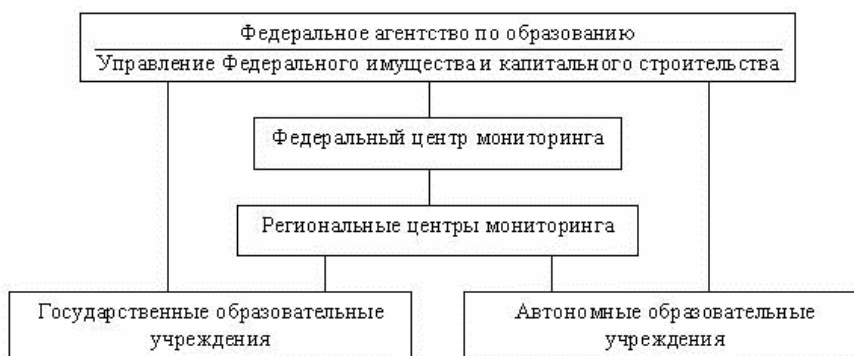 Федеральное агентство по образованию
Управление Федерального имущества и капитального строительства
Федеральный центр мониторинга
Региональные центры мониторинга
Государственные образовательные
учреждения
Автономные образовательные
учреждения